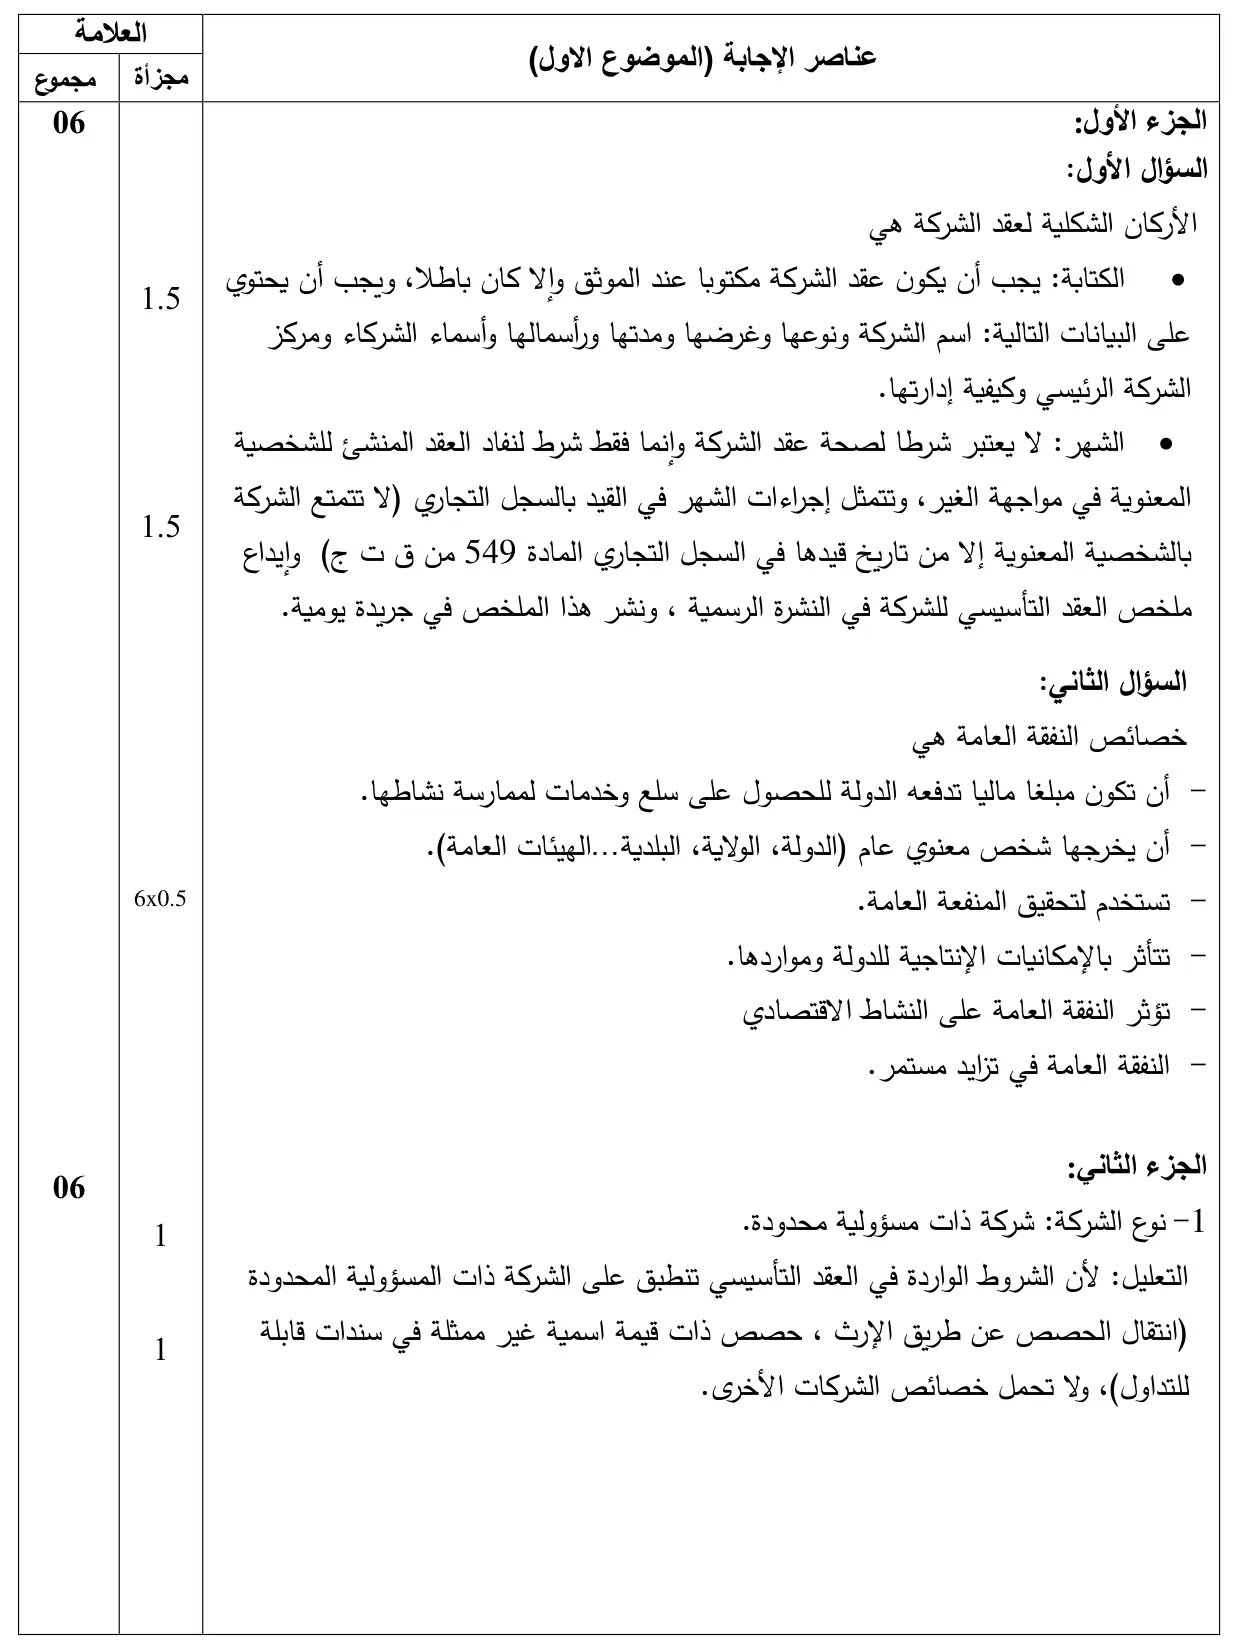 العلامة
عناصر الإجابة (الموضوع الاول)
مجزأة
مجموع
الجزء الأول:
06
السؤال الأول:
الأركان الشكلية لعقد الشركة هي
• الكتابة: يجب أن يكون عقد الشركة مكتوبا عند الموثق وإلا كان باطلا، ويجب أن يحتوي
1.5
على البيانات التالية: اسم الشركة ونوعها وغرضها ومدتها ورأسمالها وأسماء الشركاء ومركز
الشركة الرئيسي وكيفية إدارتها.
• الشهر: لا يعتبر شرطا لصحة عقد الشركة وإنما فقط شرط لنفاد العقد المنشئ للشخصية
المعنوية في مواجهة الغير، وتتمثل إجراءات الشهر في القيد بالسجل التجاري (لا تتمتع الشركة
1.5
بالشخصية المعنوية إلا من تاريخ قيدها في السجل التجاري المادة 549 من ق ت ج) وإيداع
ملخص العقد التأسيسي للشركة في النشرة الرسمية ، ونشر هذا الملخص في جريدة يومية.
السؤال الثاني:
خصائص النفقة العامة هي
- أن تكون مبلغا ماليا تدفعه الدولة للحصول على سلع وخدمات لممارسة نشاطها.
- أن يخرجها شخص معنوي عام (الدولة، الولاية، البلدية...الهيئات العامة).
- تستخدم لتحقيق المنفعة العامة.
6x0.5
- تتأثر بالإمكانيات الإنتاجية للدولة ومواردها.
- تؤثر النفقة العامة على النشاط الاقتصادي
- النفقة العامة في تزايد مستمر.
الجزء الثاني:
06
1- نوع الشركة: شركة ذات مسؤولية محدودة.
1
التعليل: لأن الشروط الواردة في العقد التأسيسي تنطبق على الشركة ذات المسؤولية المحدودة
(انتقال الحصص عن طريق الإرث ، حصص ذات قيمة اسمية غير ممثلة في سندات قابلة
1
للتداول)، ولا تحمل خصائص الشركات الأخرى.